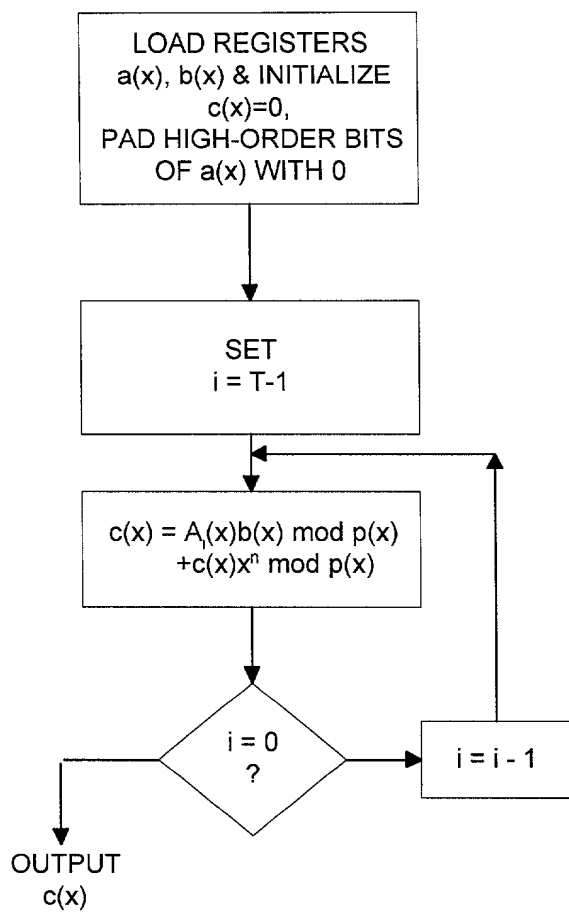 LOAD REGISTERS
a(x), b(x) & INITIALIZE
c(x)=0,
PAD HIGH-ORDER BITS
OF a(x) WITH 0
SET
i = T-1
c(x) = Aᵢ(x)b(x) mod p(x)
+c(x)xⁿ mod p(x)
i = 0
?
i = i - 1
OUTPUT
c(x)